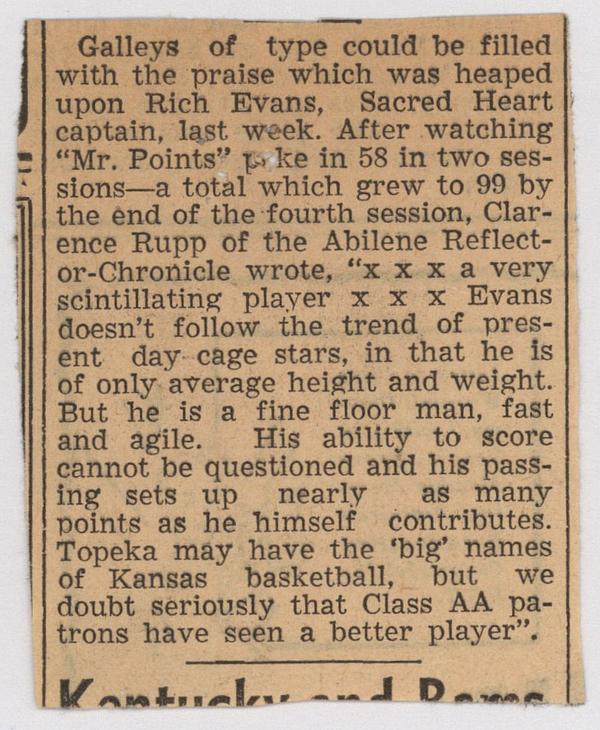 Galleys of type could be filled
with the praise which was heaped
upon Rich Evans, Sacred Heart
captain, last week. After watching
“Mr. Points” ke in 58 in two ses-
sions—a total which grew to 99 by
the end of the fourth session, Clar-
ence Rupp of the Abilene Reflect-
or-Chronicle wrote, “x x x a very
scintillating player x x x Evans
doesn’t follow the trend of pres-
ent day cage stars, in that he is
of only average height and weight.
But he is a fine floor man, fast
and agile. His ability to score
cannot be questioned and his pass-
ing sets up nearly as many
points as he himself contributes.
Topeka may have the ‘big’ names
of Kansas basketball, but we
doubt seriously that Class AA pa-
trons have seen a better player”.
Kentucky and Rams